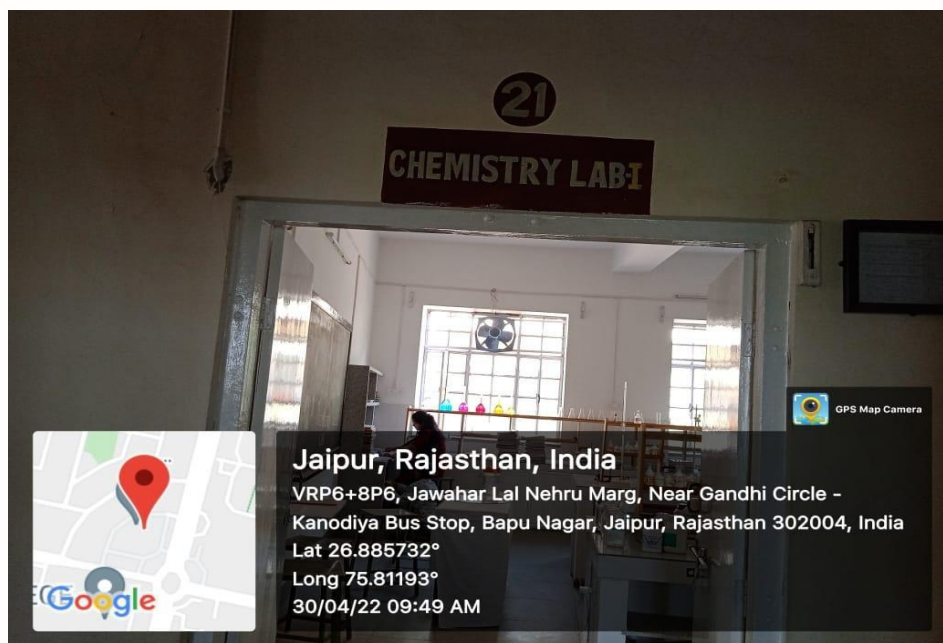 21
CHEMISTRY LAB-I
GPS Map Camera
Jaipur, Rajasthan, India
VRP6+8P6, Jawahar Lal Nehru Marg, Near Gandhi Circle -
Kanodiya Bus Stop, Bapu Nagar, Jaipur, Rajasthan 302004, India
Lat 26.885732°
Long 75.81193°
30/04/22 09:49 AM
Google